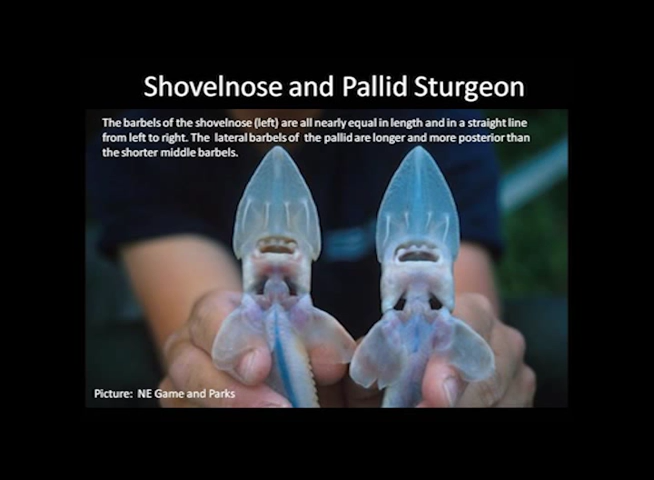 Shovelnose and Pallid Sturgeon
The barbels of the shovelnose (left) are all nearly equal in length and in a straight line
from left to right. The lateral barbels of the pallid are longer and more posterior than
the shorter middle barbels.
Picture: NE Game and Parks